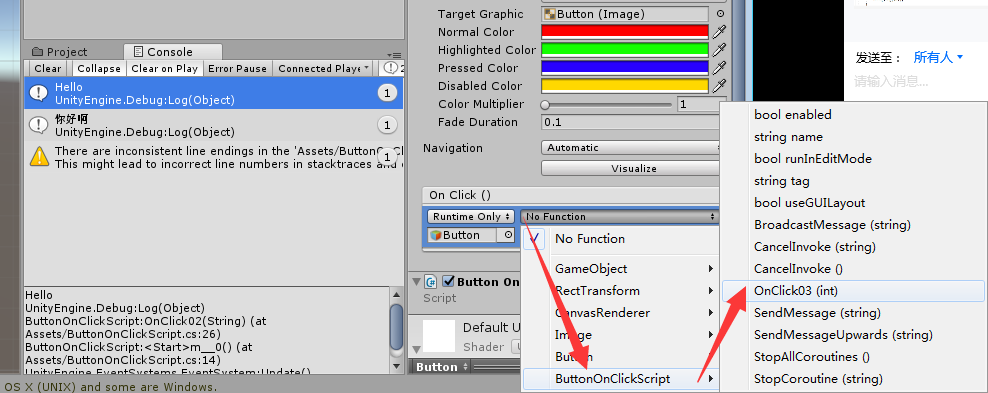 Project
Console
Clear
Collapse
Clear on Play
Error Pause
Connected Playe
Hello
UnityEngine.Debug:Log(Object)
1
你好啊
UnityEngine.Debug:Log(Object)
1
There are inconsistent line endings in the 'Assets/ButtonOnCl
This might lead to incorrect line numbers in stacktraces and
1
Hello
UnityEngine.Debug:Log(Object)
ButtonOnClickScript:OnClick02(String) (at
Assets/ButtonOnClickScript.cs:26)
ButtonOnClickScript:<Start>m__0() (at
Assets/ButtonOnClickScript.cs:14)
UnityEngine.EventSystems.EventSystem:Update()
OS X (UNIX) and some are Windows.
Target Graphic
Button (Image)
Normal Color
Highlighted Color
Pressed Color
Disabled Color
Color Multiplier
1
Fade Duration
0.1
Navigation
Automatic
Visualize
On Click ()
Runtime Only
No Function
Button
Button On
Script
Default U
Shader
Button
No Function
GameObject
RectTransform
CanvasRenderer
Image
Button
ButtonOnClickScript
发送至：
所有人
请输入消息...
bool enabled
string name
bool runInEditMode
string tag
bool useGUILayout
BroadcastMessage (string)
CancelInvoke (string)
CancelInvoke ()
OnClick03 (int)
SendMessage (string)
SendMessageUpwards (string)
StopAllCoroutines ()
StopCoroutine (string)